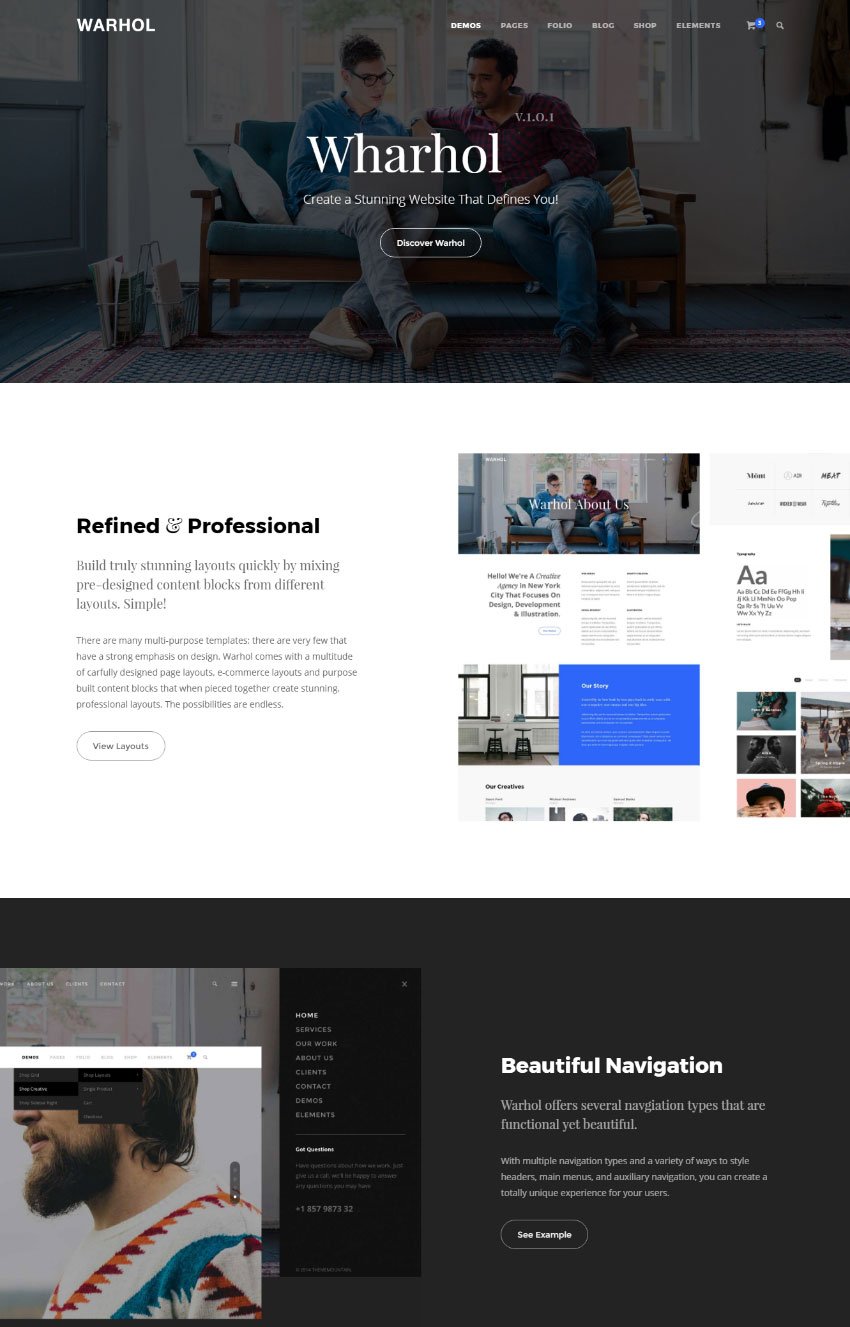 WARHOL
DEMOS PAGES FOLIO BLOG SHOP ELEMENTS 3
V.1.0.1
Wharhol
Create a Stunning Website That Defines You!
Discover Warhol
Refined & Professional
Build truly stunning layouts quickly by mixing
pre-designed content blocks from different
layouts. Simple!
There are many multi-purpose templates: there are very few that
have a strong emphasis on design. Warhol comes with a multitude
of carfully designed page layouts, e-commerce layouts and purpose
built content blocks that when pieced together create stunning,
professional layouts. The possibilities are endless.
View Layouts
WARHOL
Warhol About Us
Hello! We're A Creative
Agency in New York
City That Focuses On
Design, Development
& Illustration.
Our Story
Our Creatives
Mónt AIR MEAT
Typography
Aa
Aa Bb Cc Dd Ee FfGg Hh Ii
Jj Kk Ll MmNn Oo Pop
Qq Rr Ss Tt Uu Vv
Ww Xx Yy Zz
WORK ABOUT US CLIENTS CONTACT
DEMOS PAGES FOLIO BLOG SHOP ELEMENTS
Shop Grid Shop Layouts
Shop Creative Single Product
Shop Sidebar Right Cart
Checkout
HOME
SERVICES
OUR WORK
ABOUT US
CLIENTS
CONTACT
DEMOS
ELEMENTS
Got Questions
Have questions about how we work. Just
give us a call, we'll be happy to answer
any questions you may have
+1 857 9873 32
© 2014 THEMEMOUNTAIN.
Beautiful Navigation
Warhol offers several navgiation types that are
functional yet beautiful.
With multiple navigation types and a variety of ways to style
headers, main menus, and auxiliary navigation, you can create a
totally unique experience for your users.
See Example